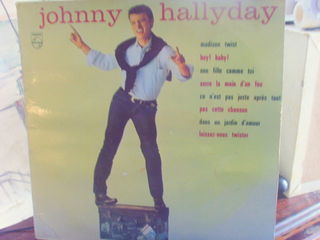 johnny hallyday
madison twist
hey! baby!
une fille comme toi
serre la main d'un fou
ce n'est pas juste après tout
pas cette chanson
dans un jardin d'amour
laissez-nous twister